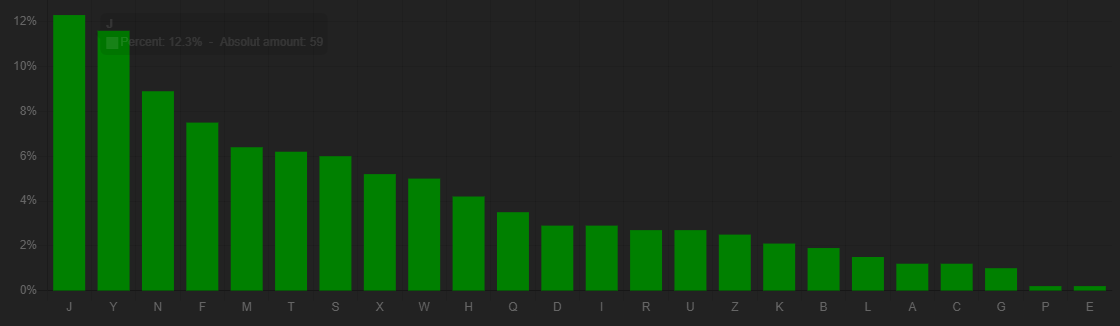 12%
10%
8%
6%
4%
2%
0%
J
Percent: 12.3% - Absolut amount: 59
J Y N F M T S X W H Q D I R U Z K B L A C G P E